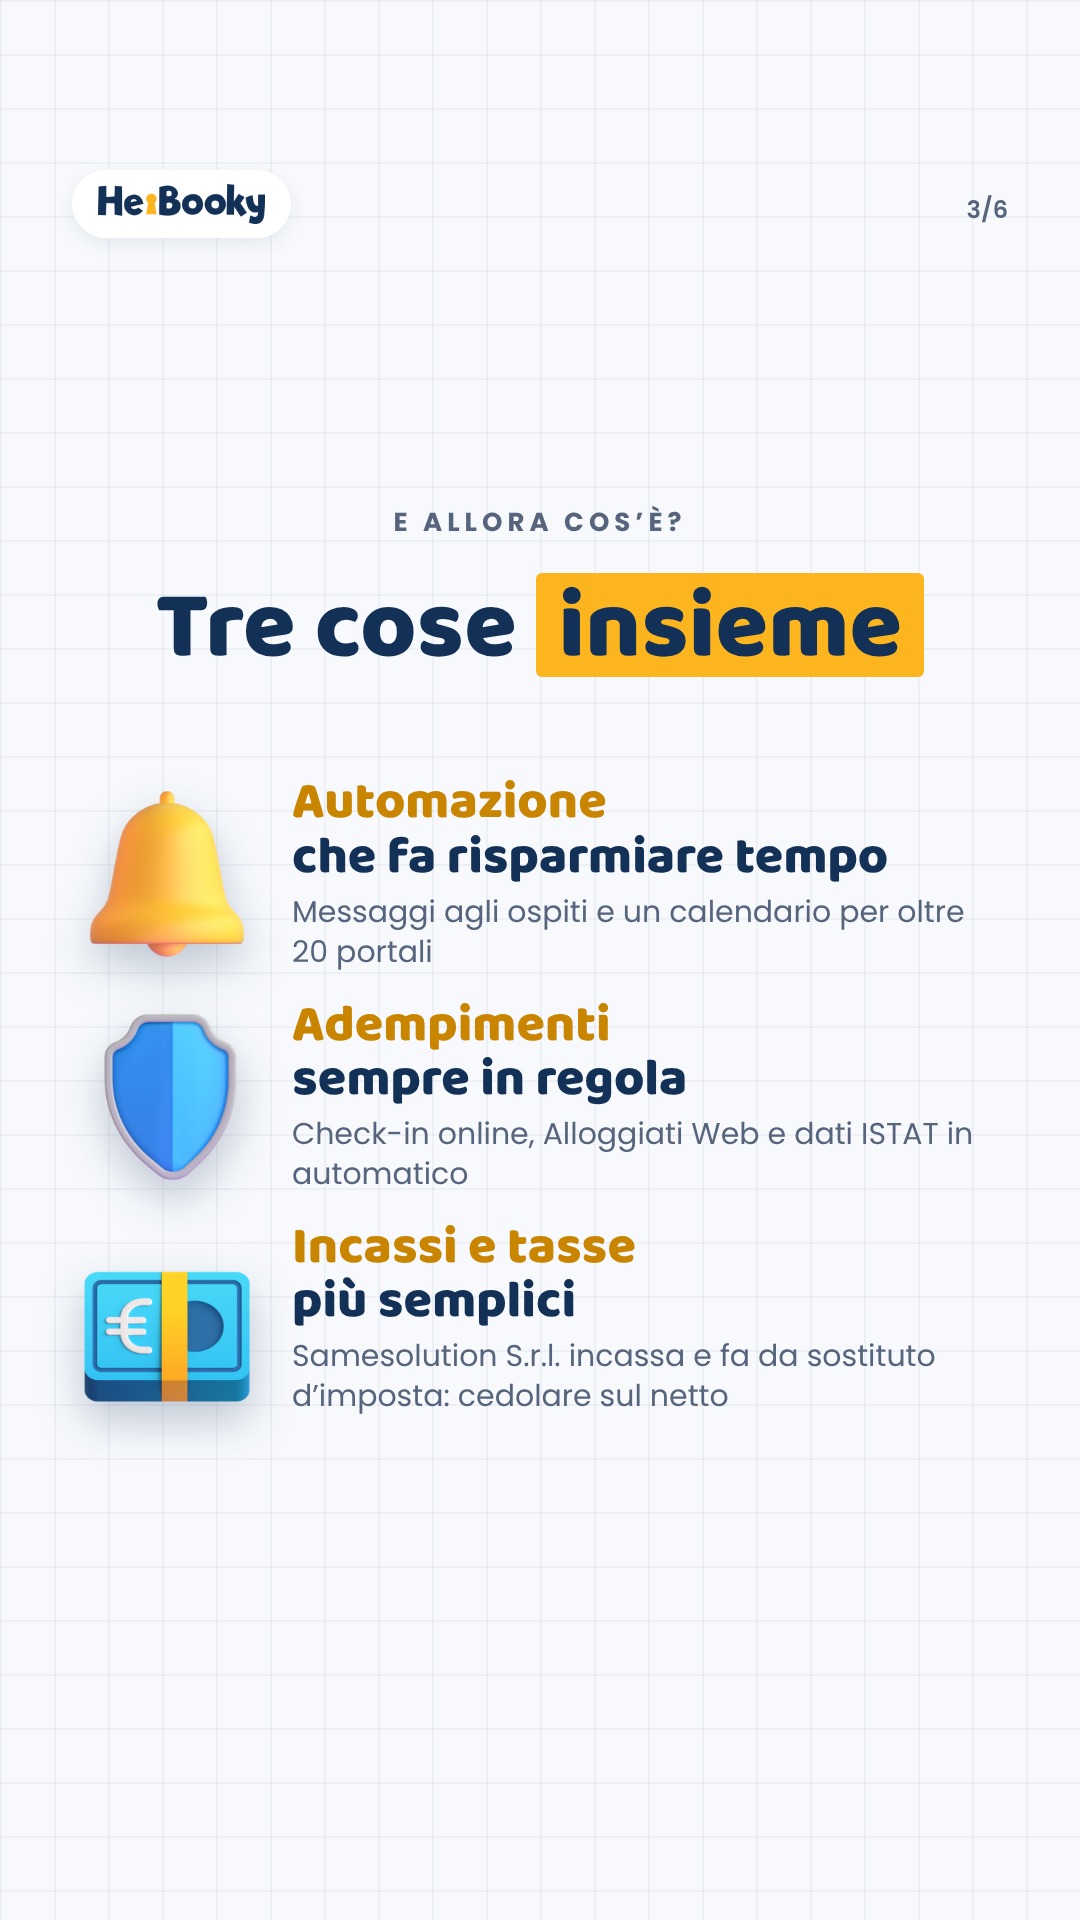 HeiBooky
3/6
E ALLORA COS’È?
Tre cose insieme
Automazione
che fa risparmiare tempo
Messaggi agli ospiti e un calendario per oltre
20 portali
Adempimenti
sempre in regola
Check-in online, Alloggiati Web e dati ISTAT in
automatico
Incassi e tasse
più semplici
€
Samesolution S.r.l. incassa e fa da sostituto
d’imposta: cedolare sul netto